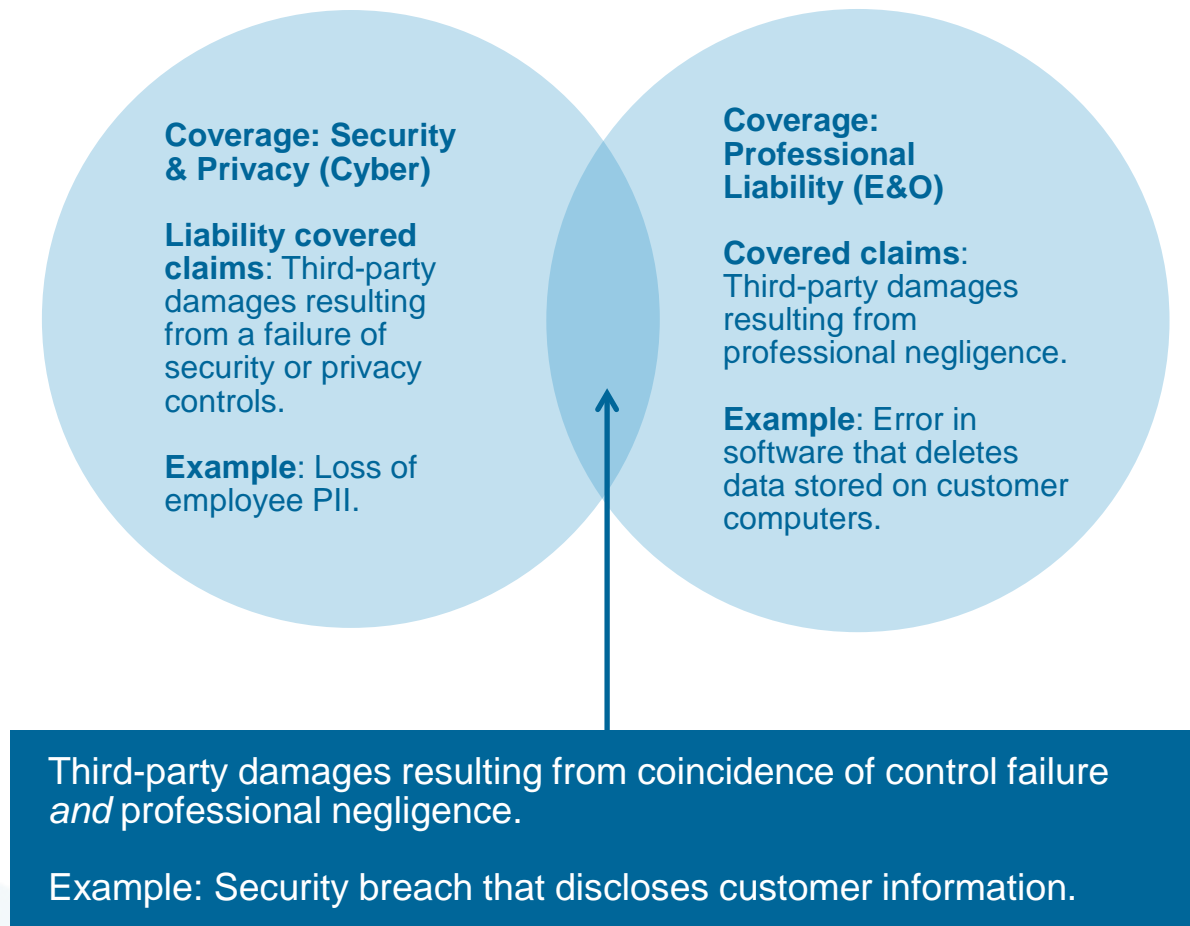 Coverage: Security
& Privacy (Cyber)
Liability covered
claims: Third-party
damages resulting
from a failure of
security or privacy
controls.
Example: Loss of
employee PII.
Coverage:
Professional
Liability (E&O)
Covered claims:
Third-party damages
resulting from
professional negligence.
Example: Error in
software that deletes
data stored on customer
computers.
Third-party damages resulting from coincidence of control failure
and professional negligence.
Example: Security breach that discloses customer information.